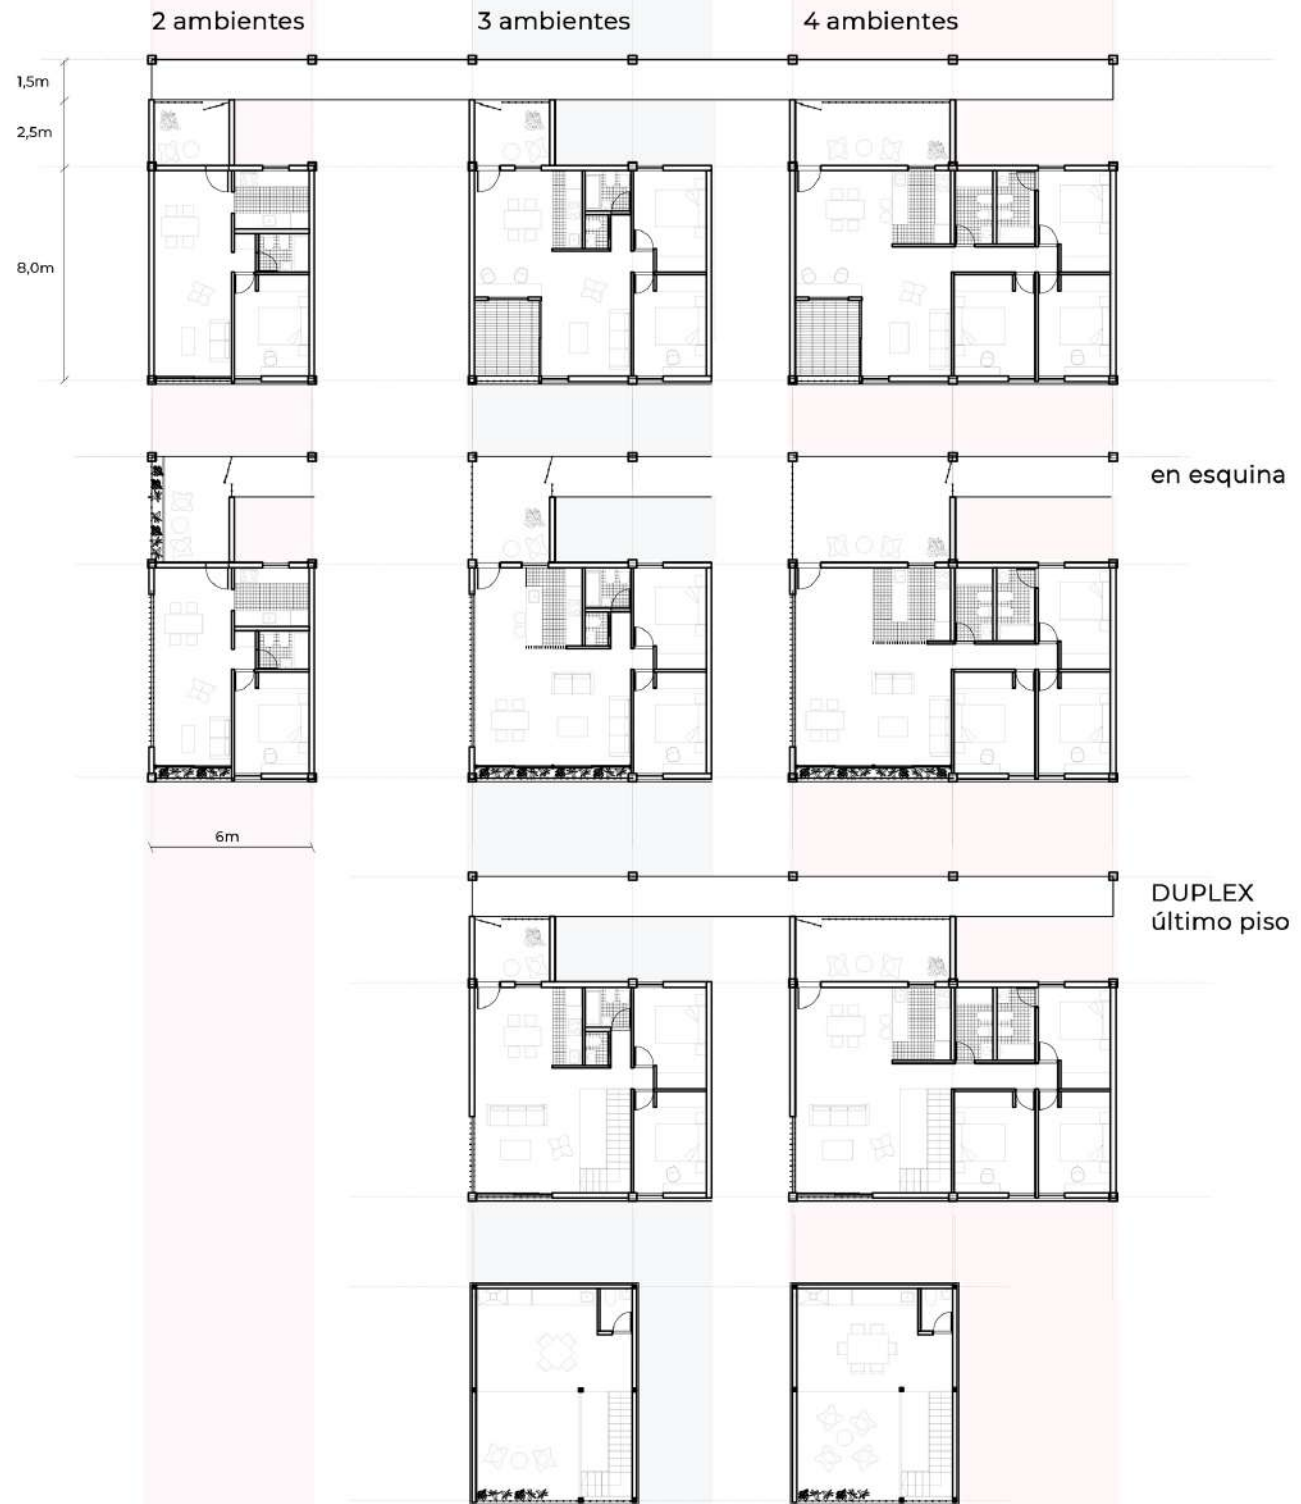 2 ambientes
3 ambientes
4 ambientes
1,5m
2,5m
8,0m
en esquina
6m
DUPLEX
último piso